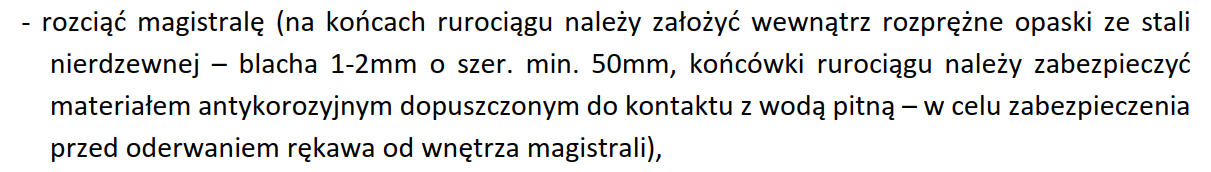 - rozciąć magistralę (na końcach rurociągu należy założyć wewnątrz rozprężne opaski ze stali
nierdzewnej – blacha 1-2mm o szer. min. 50mm, końcówki rurociągu należy zabezpieczyć
materiałem antykorozyjnym dopuszczonym do kontaktu z wodą pitną – w celu zabezpieczenia
przed oderwaniem rękawa od wnętrza magistrali),